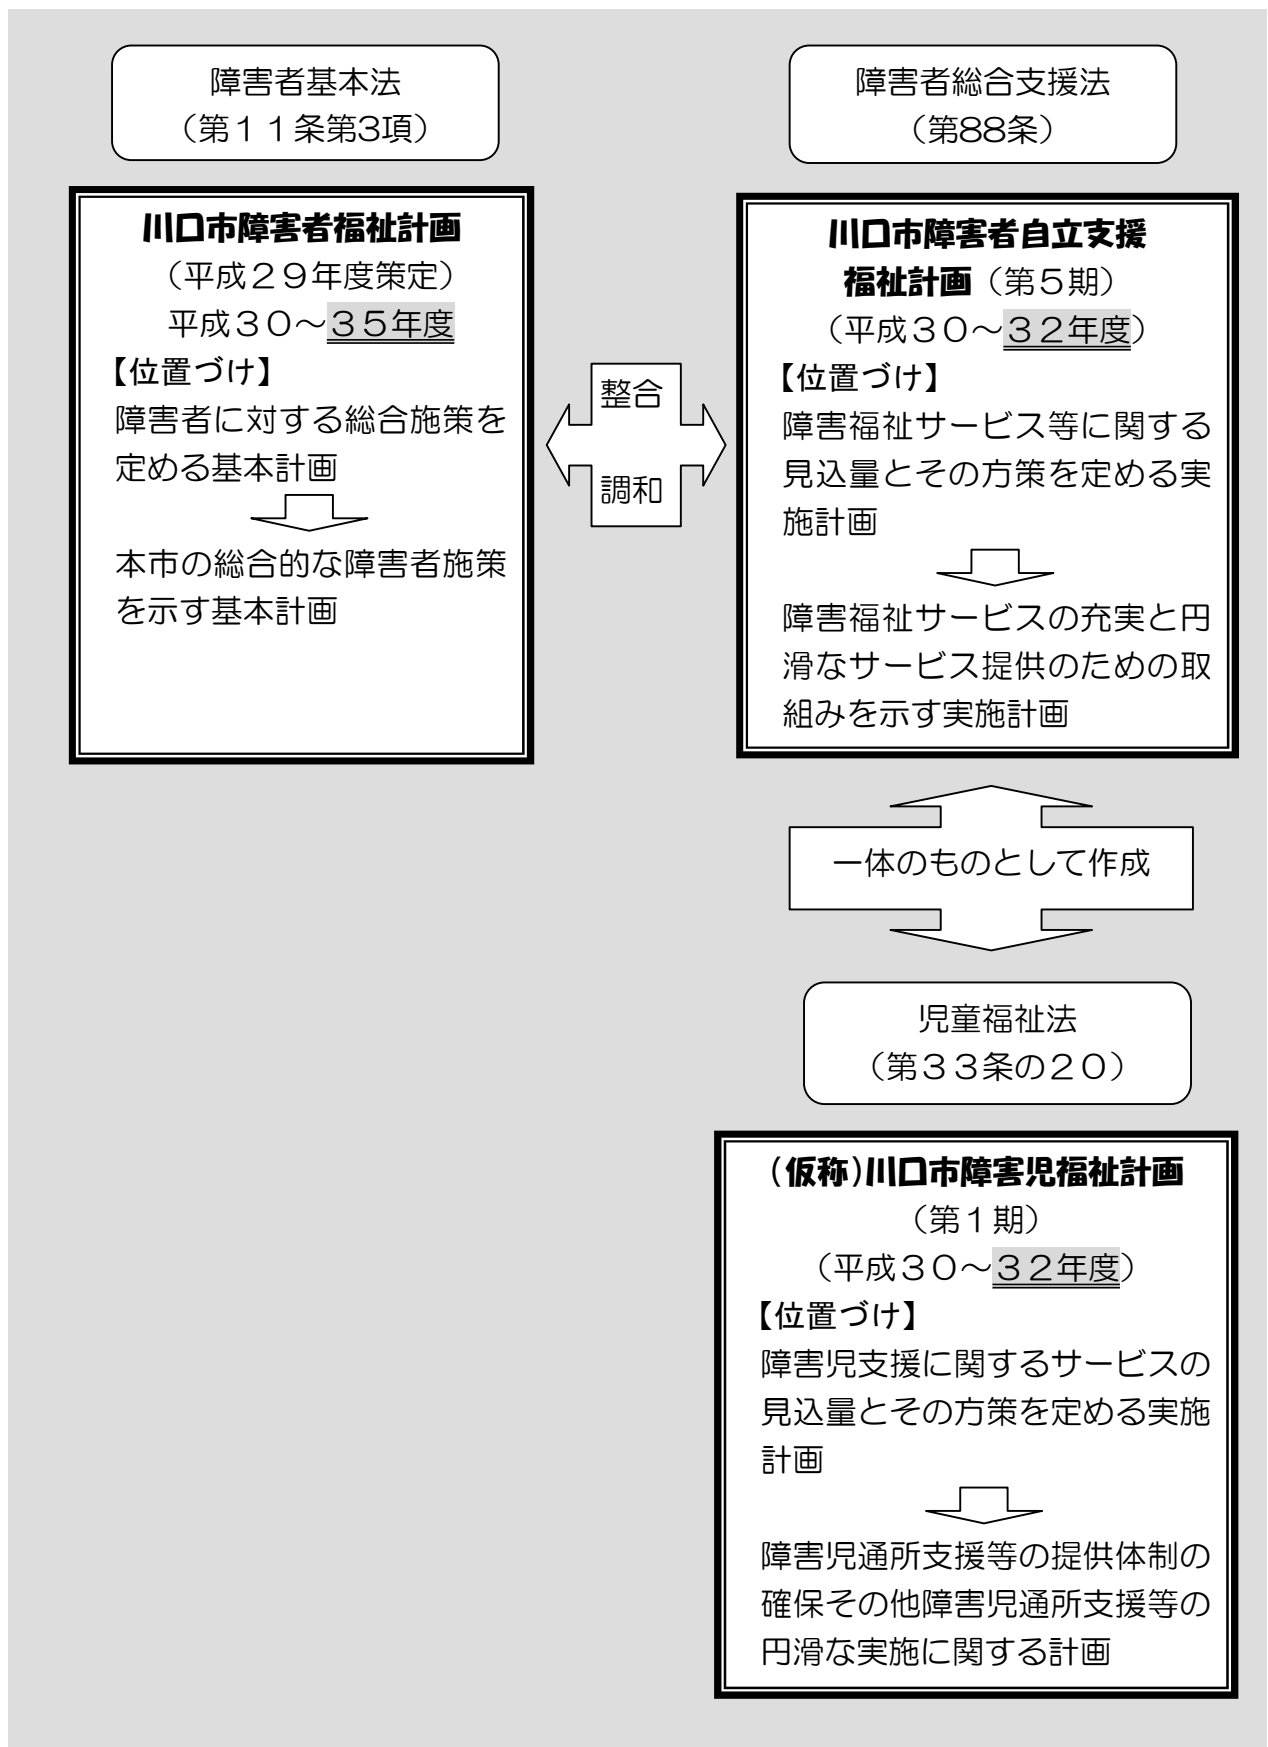 障害者基本法
（第１１条第3項）
川口市障害者福祉計画
（平成２９年度策定）
平成３０～３５年度
【位置づけ】
障害者に対する総合施策を
定める基本計画
本市の総合的な障害者施策
を示す基本計画
整合
調和
障害者総合支援法
（第88条）
川口市障害者自立支援
福祉計画（第５期）
（平成３０～３２年度）
【位置づけ】
障害福祉サービス等に関する
見込量とその方策を定める実
施計画
障害福祉サービスの充実と円
滑なサービス提供のための取
組みを示す実施計画
一体のものとして作成
児童福祉法
（第３３条の２０）
（仮称）川口市障害児福祉計画
（第１期）
（平成３０～３２年度）
【位置づけ】
障害児支援に関するサービスの
見込量とその方策を定める実施
計画
障害児通所支援等の提供体制の
確保その他障害児通所支援等の
円滑な実施に関する計画